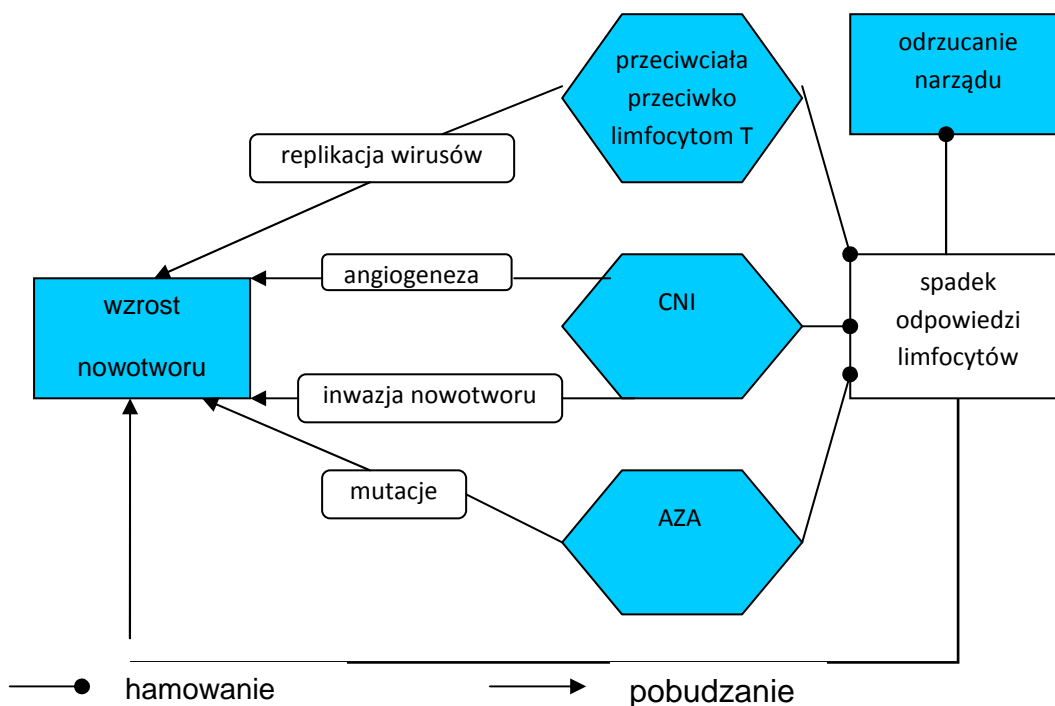 przeciwciała
przeciwko
limfocytom T
odrzucanie
narządu
replikacja wirusów
angiogeneza
wzrost
nowotworu
CNI
spadek
odpowiedzi
limfocytów
inwazja nowotworu
mutacje
AZA
hamowanie
pobudzanie